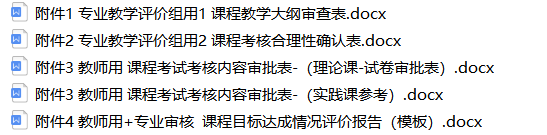 附件1 专业教学评价组用1 课程教学大纲审查表.docx
附件2 专业教学评价组用2 课程考核合理性确认表.docx
附件3 教师用 课程考试考核内容审批表-（理论课-试卷审批表）.docx
附件3 教师用 课程考试考核内容审批表-（实践课参考）.docx
附件4 教师用+专业审核  课程目标达成情况评价报告（模板）.docx